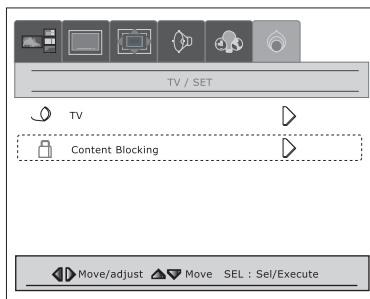 TV / SET
TV
Content Blocking
Move/adjust Move SEL : Sel/Execute